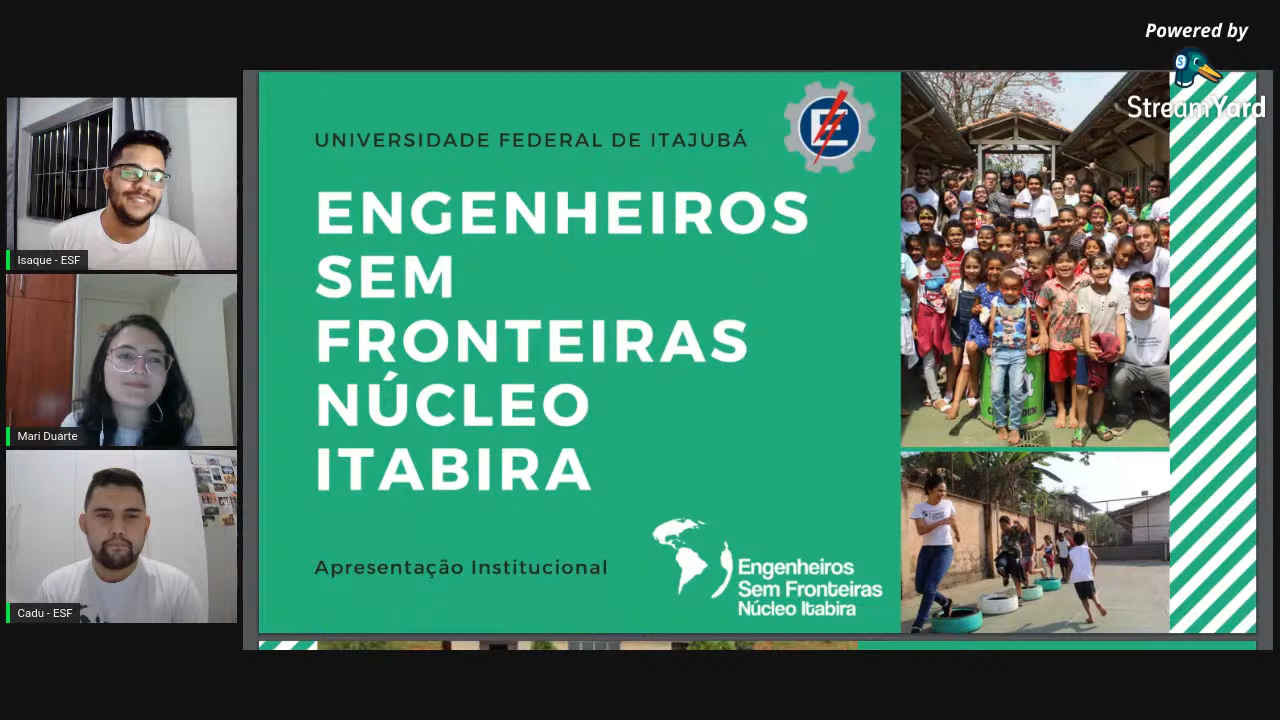 Powered by
StreamYard
Isaque - ESF
Mari Duarte
Cadu - ESF
UNIVERSIDADE FEDERAL DE ITAJUBÁ
E
ENGENHEIROS
SEM
FRONTEIRAS
NÚCLEO
ITABIRA
Apresentação Institucional
Engenheiros
Sem Fronteiras
Núcleo Itabira